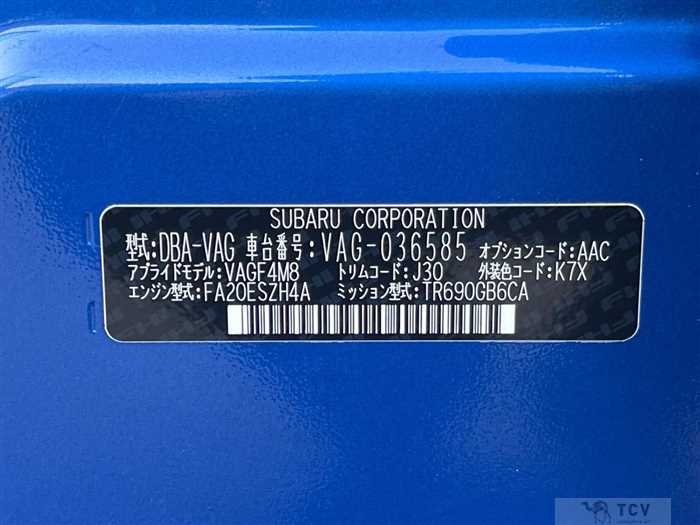 SUBARU CORPORATION
型式:DBA-VAG 車台番号:VAG-036585 オプションコード:AAC
アプライドモデル:VAGF4M8 トリムコード:J30 外装色コード:K7X
エンジン型式:FA20ESZH4A ミッション型式:TR690GB6CA
TCV